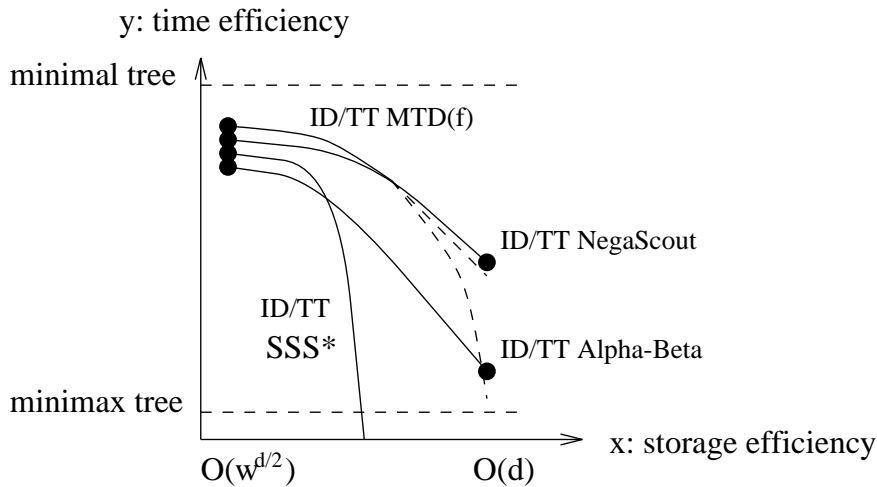 y: time efficiency
minimal tree
ID/TT MTD(f)
ID/TT NegaScout
ID/TT
SSS*
ID/TT Alpha-Beta
minimax tree
x: storage efficiency
O(w^{d/2})
O(d)